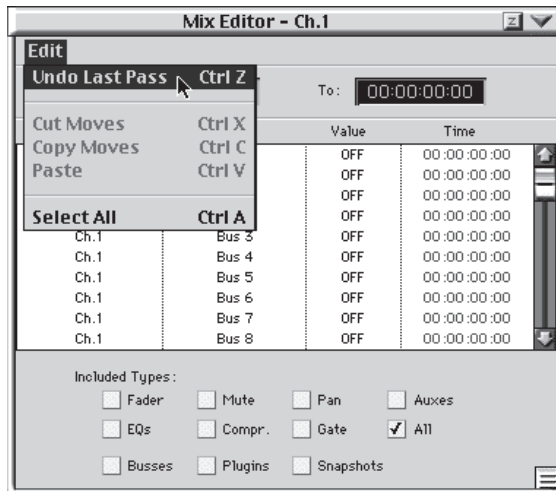 Mix Editor - Ch.1
Z
Edit
Undo Last Pass Ctrl Z
To: 00:00:00:00
Cut Moves Ctrl X
Copy Moves Ctrl C
Paste Ctrl V
Select All Ctrl A
Value Time
OFF 00:00:00:00
OFF 00:00:00:00
OFF 00:00:00:00
OFF 00:00:00:00
Ch.1 Bus 3 OFF 00:00:00:00
Ch.1 Bus 4 OFF 00:00:00:00
Ch.1 Bus 5 OFF 00:00:00:00
Ch.1 Bus 6 OFF 00:00:00:00
Ch.1 Bus 7 OFF 00:00:00:00
Ch.1 Bus 8 OFF 00:00:00:00
Included Types:
Fader Mute Pan Auxes
EQs Compr. Gate All
Busses Plugins Snapshots